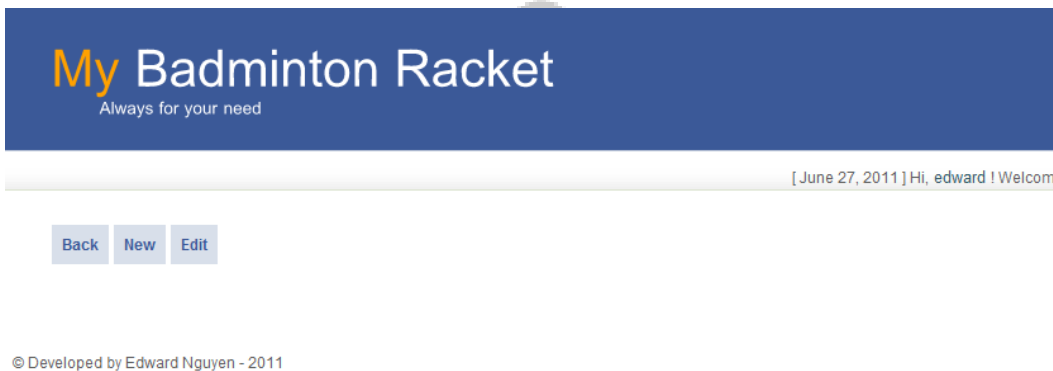 My Badminton Racket
Always for your need
[ June 27, 2011 ] Hi, edward ! Welcom
Back New Edit
© Developed by Edward Nguyen - 2011